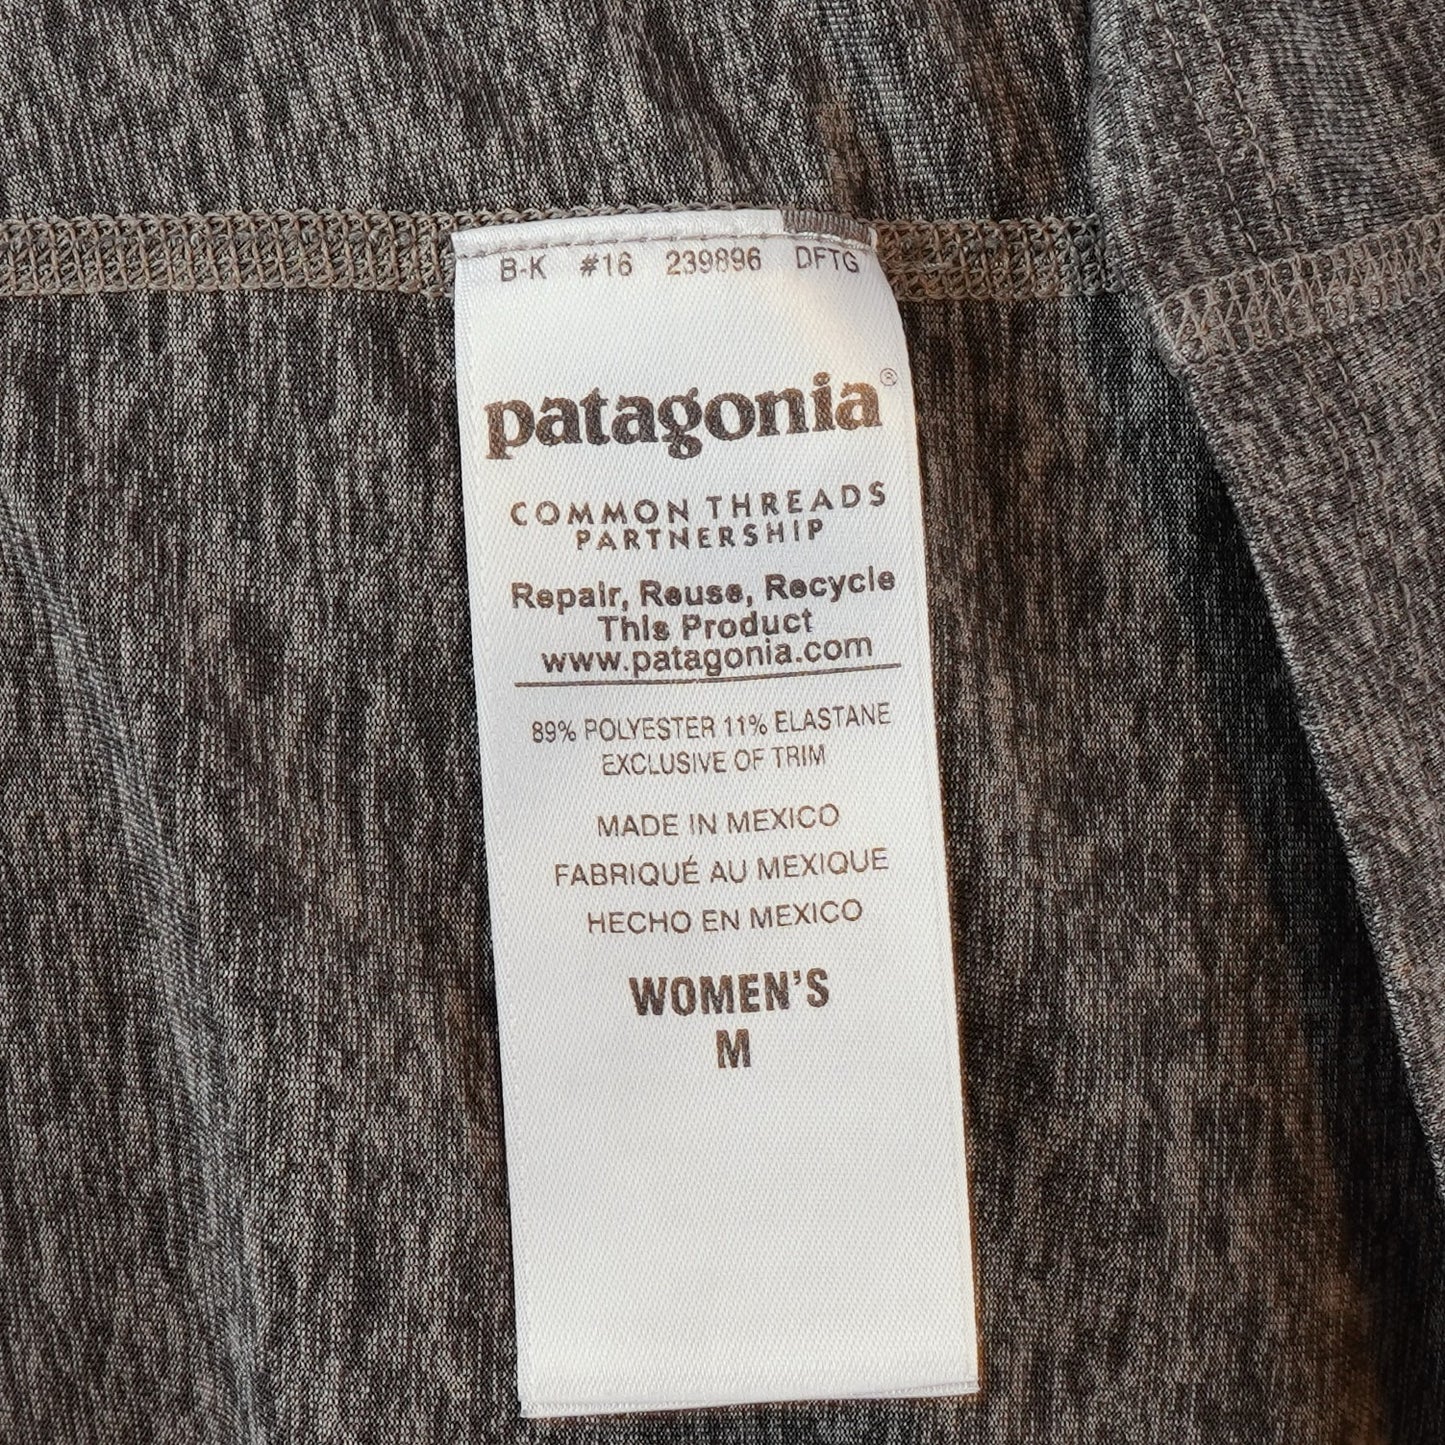 B-K #16 239896 DFTG
patagonia®
COMMON THREADS
PARTNERSHIP
Repair, Reuse, Recycle
This Product
www.patagonia.com
89% POLYESTER 11% ELASTANE
EXCLUSIVE OF TRIM
MADE IN MEXICO
FABRIQUÉ AU MEXIQUE
HECHO EN MEXICO
WOMEN'S
M